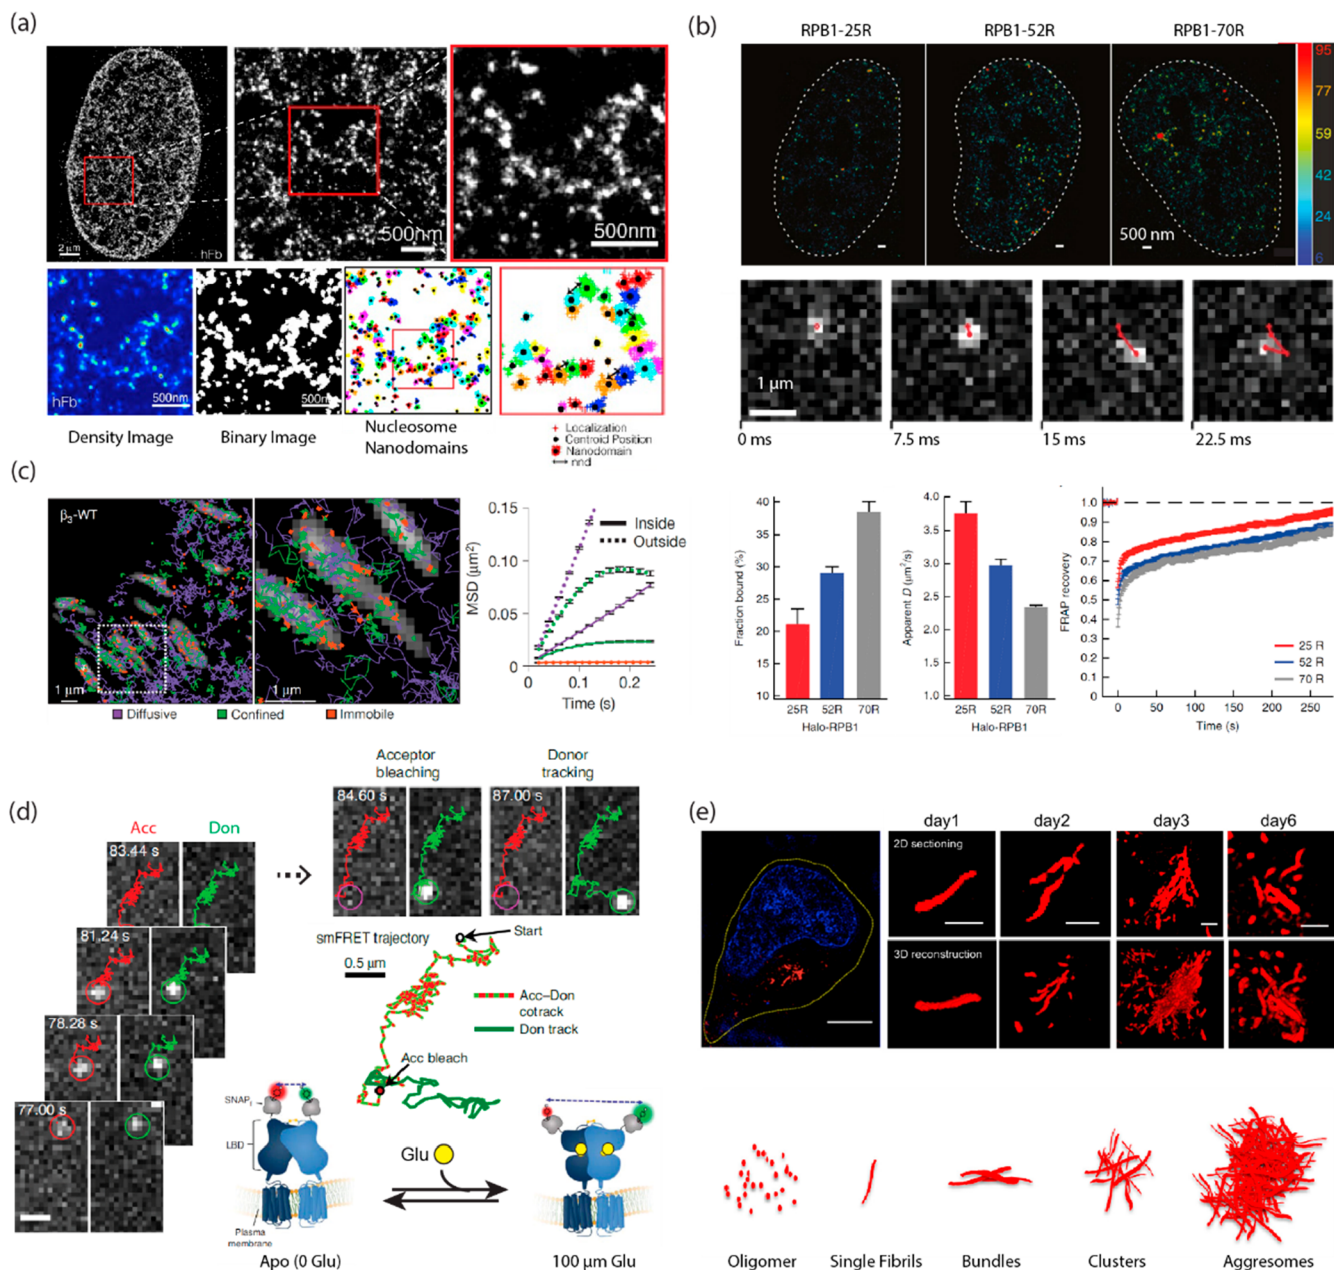 (a)
2 μm
hFb
500nm
500nm
hFb
500nm
500nm
Density Image
Binary Image
Nucleosome
Nanodomains
Localization
Centroid Position
Nanodomain
nnd
(b)
RPB1-25R
RPB1-52R
RPB1-70R
500 nm
95
77
59
42
24
6
1 μm
0 ms
7.5 ms
15 ms
22.5 ms
Fraction bound (%)
40
35
30
25
20
15
10
25R 52R 70R
Halo-RPB1
Apparent D (μm²/s)
4.0
3.5
3.0
2.5
2.0
1.5
1.0
25R 52R 70R
Halo-RPB1
FRAP recovery
1.0
0.9
0.8
0.7
0.6
0.5
0.4
0.3
0.2
0.1
0
0 50 100 150 200 250
Time (s)
25 R
52 R
70 R
(c)
β3-WT
1 μm
1 μm
Diffusive
Confined
Immobile
MSD (μm²)
0.15
0.10
0.05
0
0 0.1 0.2
Time (s)
Inside
Outside
(d)
Acc
Don
83.44 s
81.24 s
78.28 s
77.00 s
Acceptor
bleaching
Donor
tracking
84.60 s
87.00 s
smFRET trajectory
Start
0.5 μm
Acc–Don
cotrack
Don track
Acc bleach
SNAPf
LBD
Plasma
membrane
Glu
Apo (0 Glu)
100 μm Glu
(e)
day1
day2
day3
day6
2D sectioning
3D reconstruction
Oligomer
Single Fibrils
Bundles
Clusters
Aggresomes